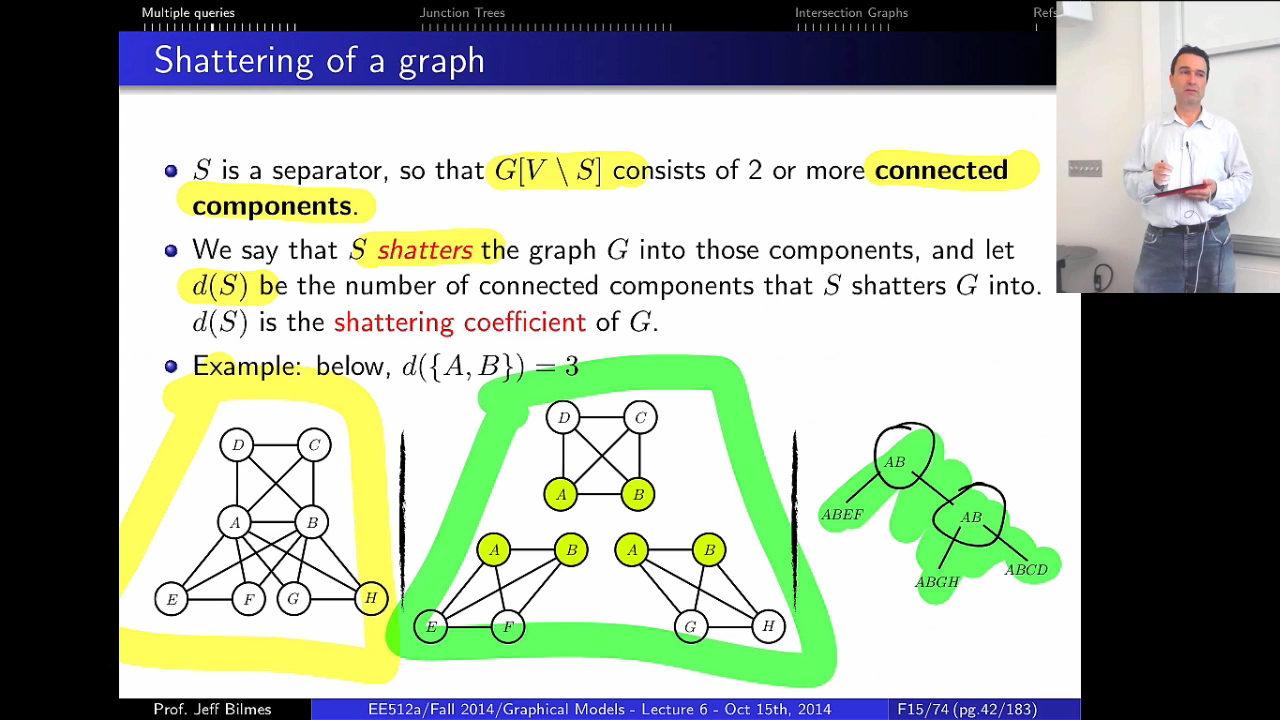 Multiple queries Junction Trees Intersection Graphs Refs
Shattering of a graph
S is a separator, so that G[V \ S] consists of 2 or more connected
components.
We say that S shatters the graph G into those components, and let
d(S) be the number of connected components that S shatters G into.
d(S) is the shattering coefficient of G.
Example: below, d({A, B}) = 3
D C
A B
E F G H
D C
A B
A B A B
E F G H
AB
ABEF AB
ABGH ABCD
Prof. Jeff Bilmes EE512a/Fall 2014/Graphical Models - Lecture 6 - Oct 15th, 2014 F15/74 (pg.42/183)